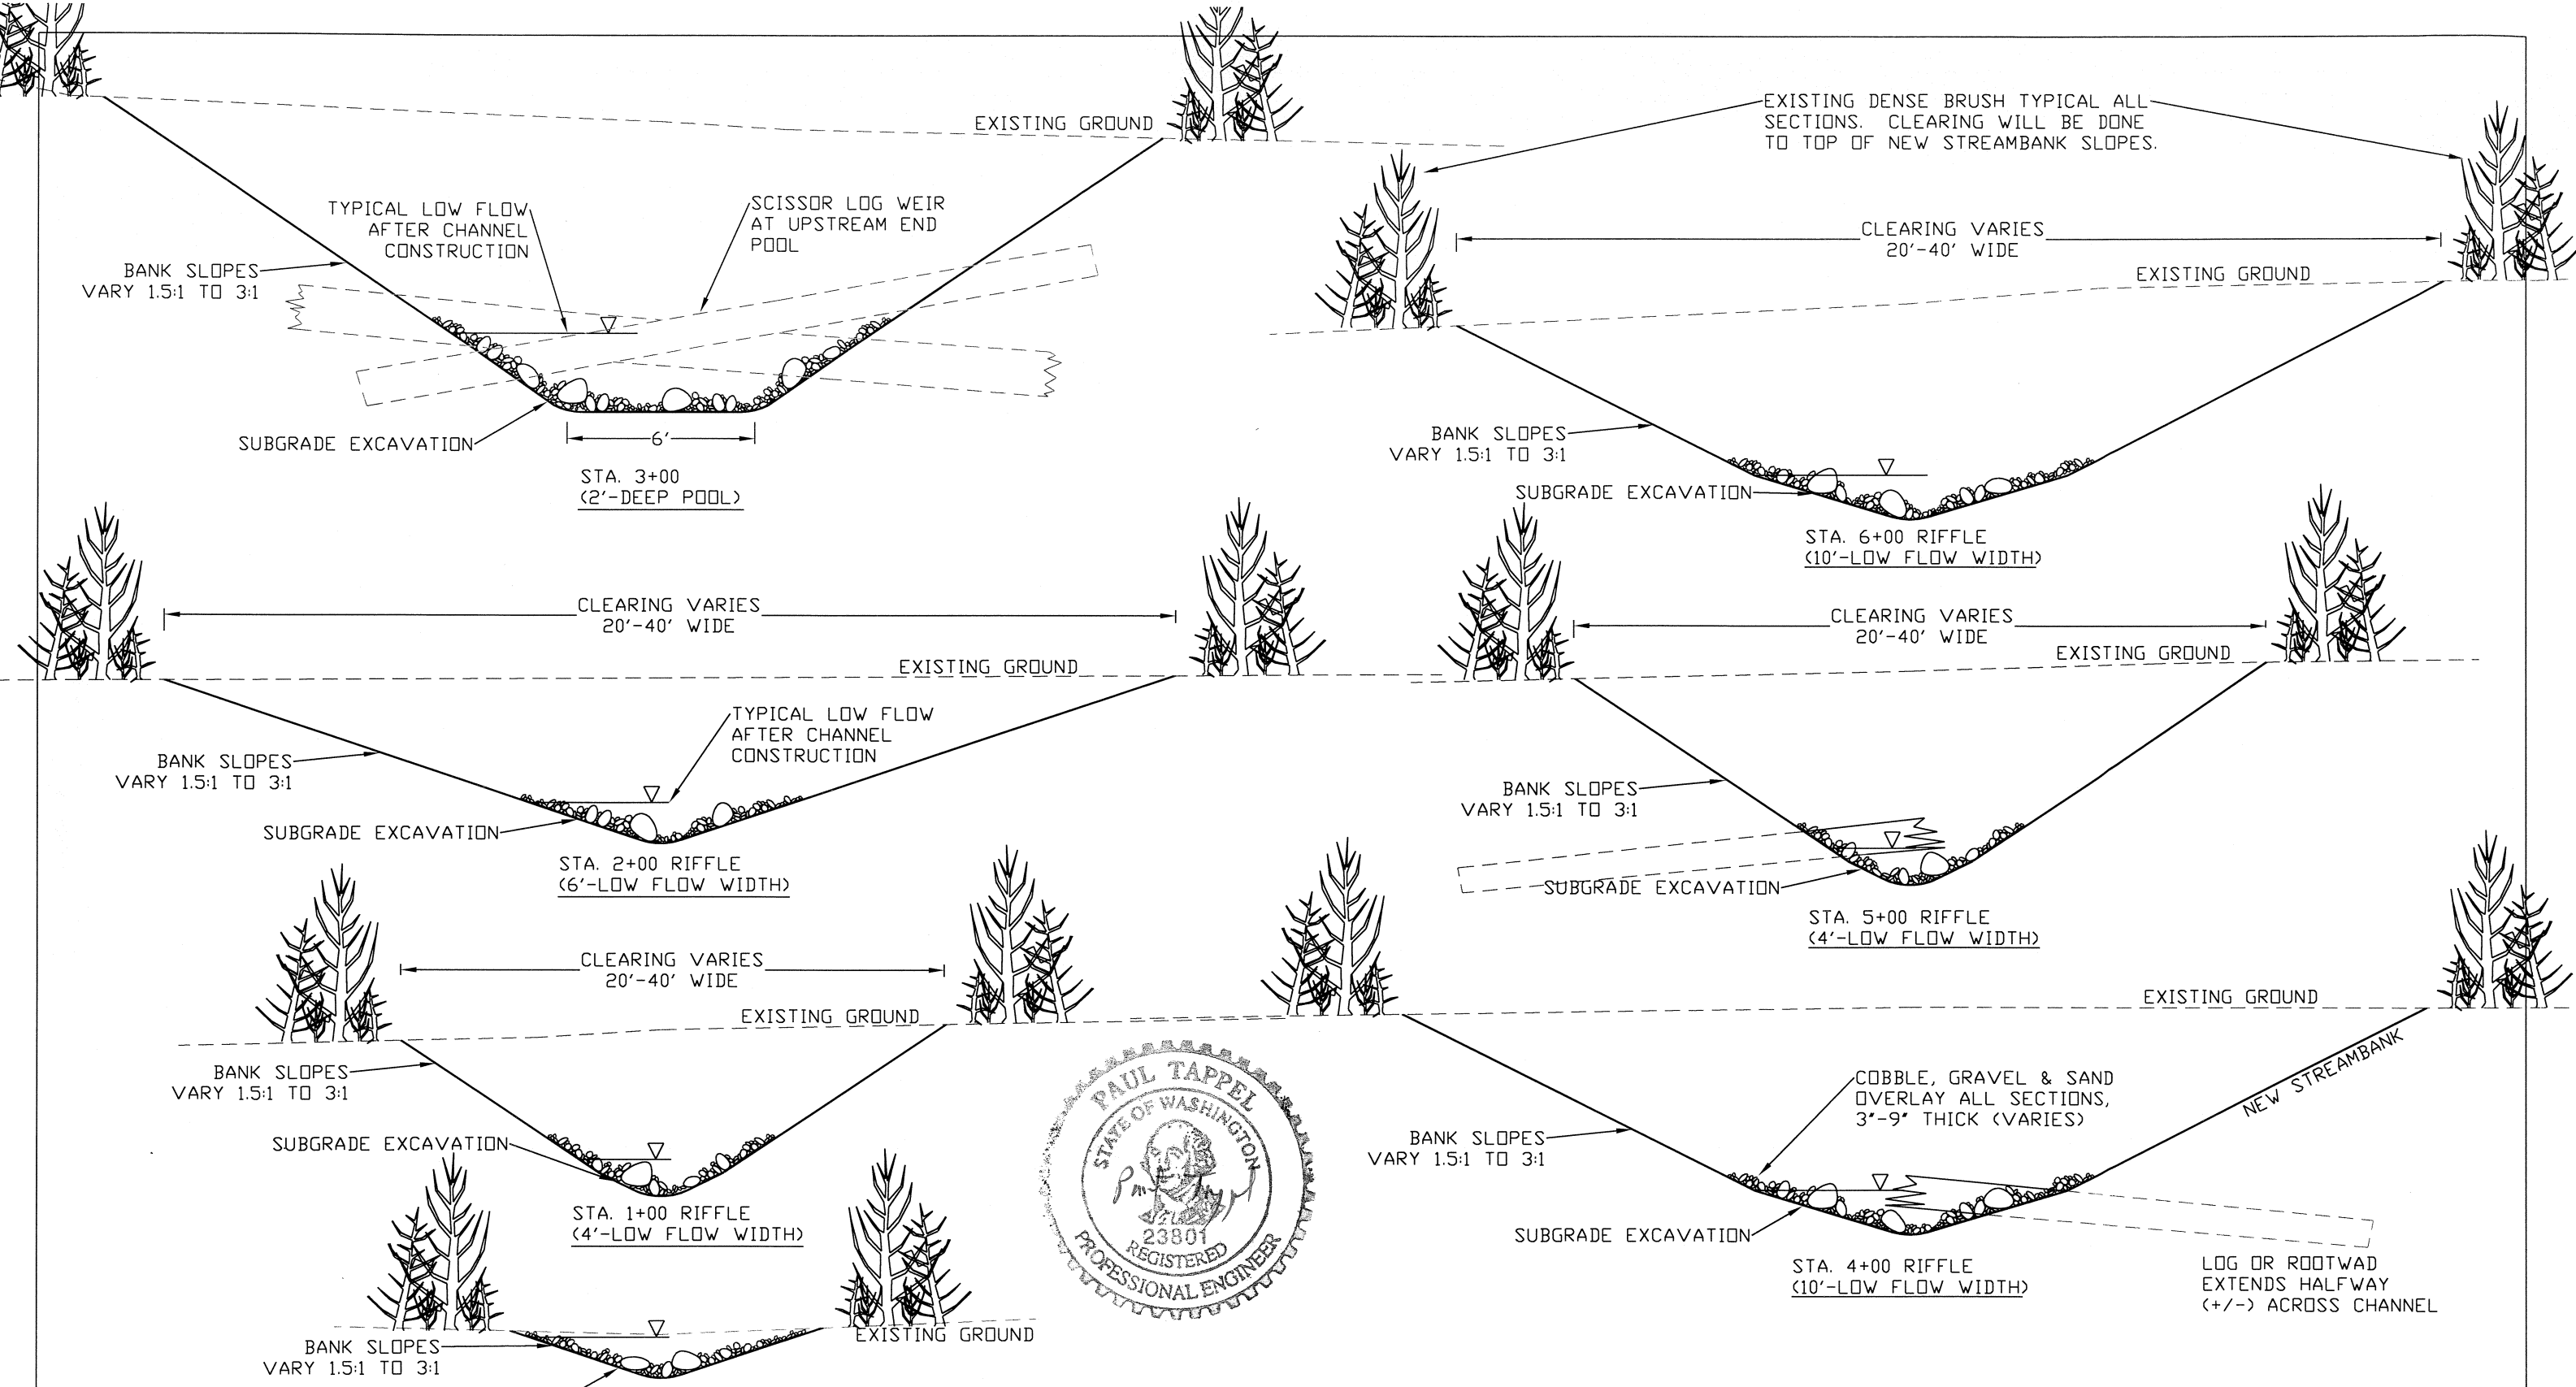 EXISTING GROUND
TYPICAL LOW FLOW
AFTER CHANNEL
CONSTRUCTION
SCISSOR LOG WEIR
AT UPSTREAM END
POOL
BANK SLOPES
VARY 1.5:1 TO 3:1
SUBGRADE EXCAVATION
6'
STA. 3+00
(2'-DEEP POOL)
EXISTING DENSE BRUSH TYPICAL ALL
SECTIONS. CLEARING WILL BE DONE
TO TOP OF NEW STREAMBANK SLOPES.
CLEARING VARIES
20'-40' WIDE
EXISTING GROUND
BANK SLOPES
VARY 1.5:1 TO 3:1
SUBGRADE EXCAVATION
STA. 6+00 RIFFLE
(10'-LOW FLOW WIDTH)
CLEARING VARIES
20'-40' WIDE
EXISTING GROUND
TYPICAL LOW FLOW
AFTER CHANNEL
CONSTRUCTION
BANK SLOPES
VARY 1.5:1 TO 3:1
SUBGRADE EXCAVATION
STA. 2+00 RIFFLE
(6'-LOW FLOW WIDTH)
CLEARING VARIES
20'-40' WIDE
EXISTING GROUND
BANK SLOPES
VARY 1.5:1 TO 3:1
SUBGRADE EXCAVATION
STA. 5+00 RIFFLE
(4'-LOW FLOW WIDTH)
CLEARING VARIES
20'-40' WIDE
EXISTING GROUND
BANK SLOPES
VARY 1.5:1 TO 3:1
SUBGRADE EXCAVATION
STA. 1+00 RIFFLE
(4'-LOW FLOW WIDTH)
PAUL TAPPEL
STATE OF WASHINGTON
23801
REGISTERED
PROFESSIONAL ENGINEER
EXISTING GROUND
NEW STREAMBANK
COBBLE, GRAVEL & SAND
OVERLAY ALL SECTIONS,
3"-9" THICK (VARIES)
BANK SLOPES
VARY 1.5:1 TO 3:1
SUBGRADE EXCAVATION
STA. 4+00 RIFFLE
(10'-LOW FLOW WIDTH)
LOG OR ROOTWAD
EXTENDS HALFWAY
(+/-) ACROSS CHANNEL
EXISTING GROUND
BANK SLOPES
VARY 1.5:1 TO 3:1